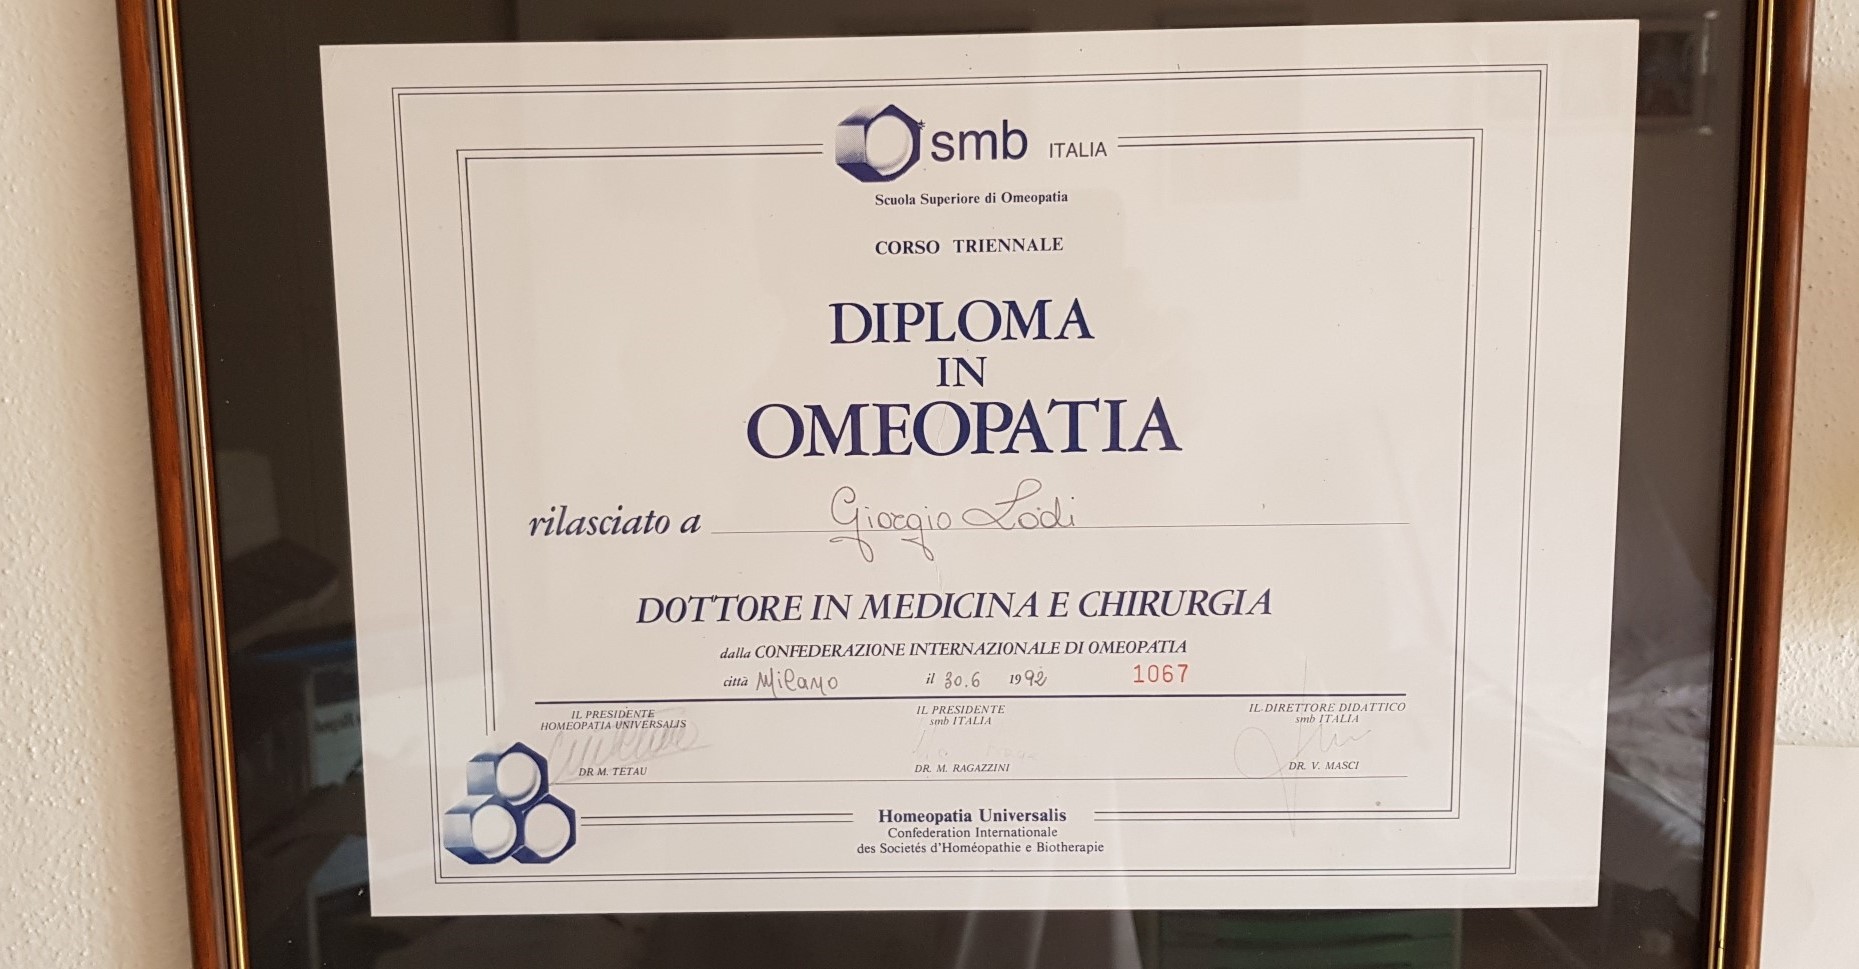 smb ITALIA
Scuola Superiore di Omeopatia
CORSO TRIENNALE
DIPLOMA
IN
OMEOPATIA
rilasciato a Giorgio Lodi
DOTTORE IN MEDICINA E CHIRURGIA
dalla CONFEDERAZIONE INTERNAZIONALE DI OMEOPATIA
città Milano il 30.6 1992 1067
IL PRESIDENTE
HOMEOPATIA UNIVERSALIS
DR M. TETAU
IL PRESIDENTE
smb ITALIA
DR. M. RAGAZZINI
IL DIRETTORE DIDATTICO
smb ITALIA
DR. V. MASCI
Homeopatia Universalis
Confederation Internationale
des Societés d'Homéopathie e Biotherapie